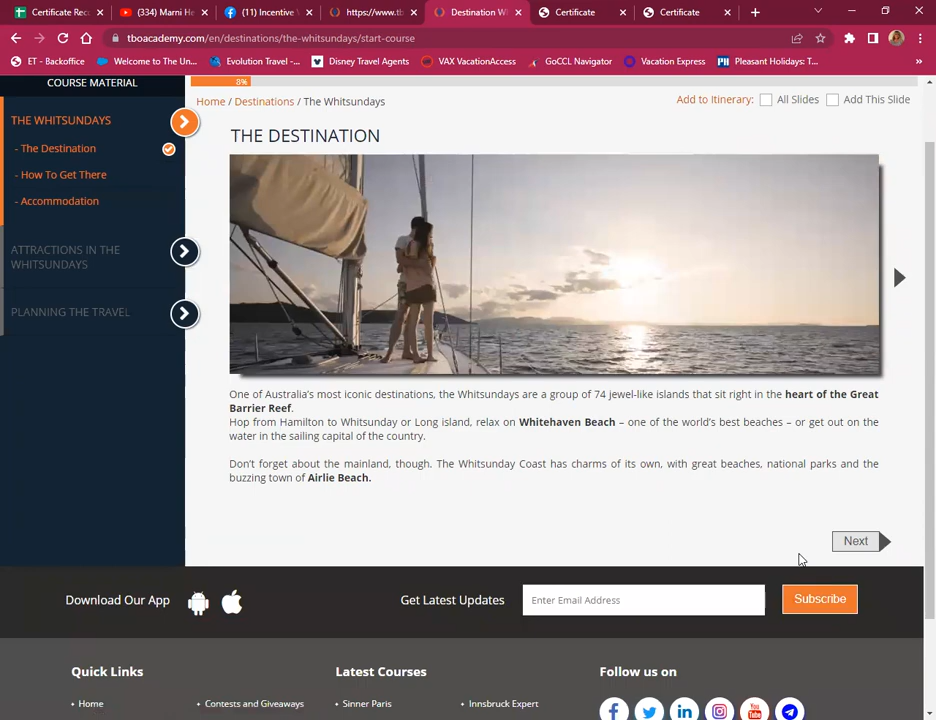 Certificate Rec
(334) Marni He
(11) Incentive
https://www.tb
Destination W
Certificate
Certificate
tboacademy.com/en/destinations/the-whitsundays/start-course
ET - Backoffice
Welcome to The Un...
Evolution Travel -...
Disney Travel Agents
VAX VacationAccess
GoCCL Navigator
Vacation Express
Pleasant Holidays: T...
»
COURSE MATERIAL
8%
Home / Destinations / The Whitsundays
Add to Itinerary: All Slides Add This Slide
THE WHITSUNDAYS
- The Destination
- How To Get There
- Accommodation
ATTRACTIONS IN THE
WHITSUNDAYS
PLANNING THE TRAVEL
THE DESTINATION
One of Australia's most iconic destinations, the Whitsundays are a group of 74 jewel-like islands that sit right in the heart of the Great
Barrier Reef.
Hop from Hamilton to Whitsunday or Long island, relax on Whitehaven Beach – one of the world's best beaches – or get out on the
water in the sailing capital of the country.
Don't forget about the mainland, though. The Whitsunday Coast has charms of its own, with great beaches, national parks and the
buzzing town of Airlie Beach.
Next
Download Our App
Get Latest Updates
Enter Email Address
Subscribe
Quick Links
Latest Courses
Follow us on
Home
Contests and Giveaways
Sinner Paris
Innsbruck Expert